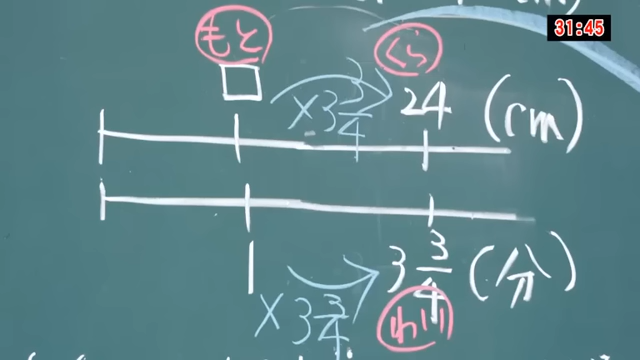 31:45
もと くら
□ ×3 3/4 24 (cm)
1 ×3 3/4 3 3/4 (分)
わり